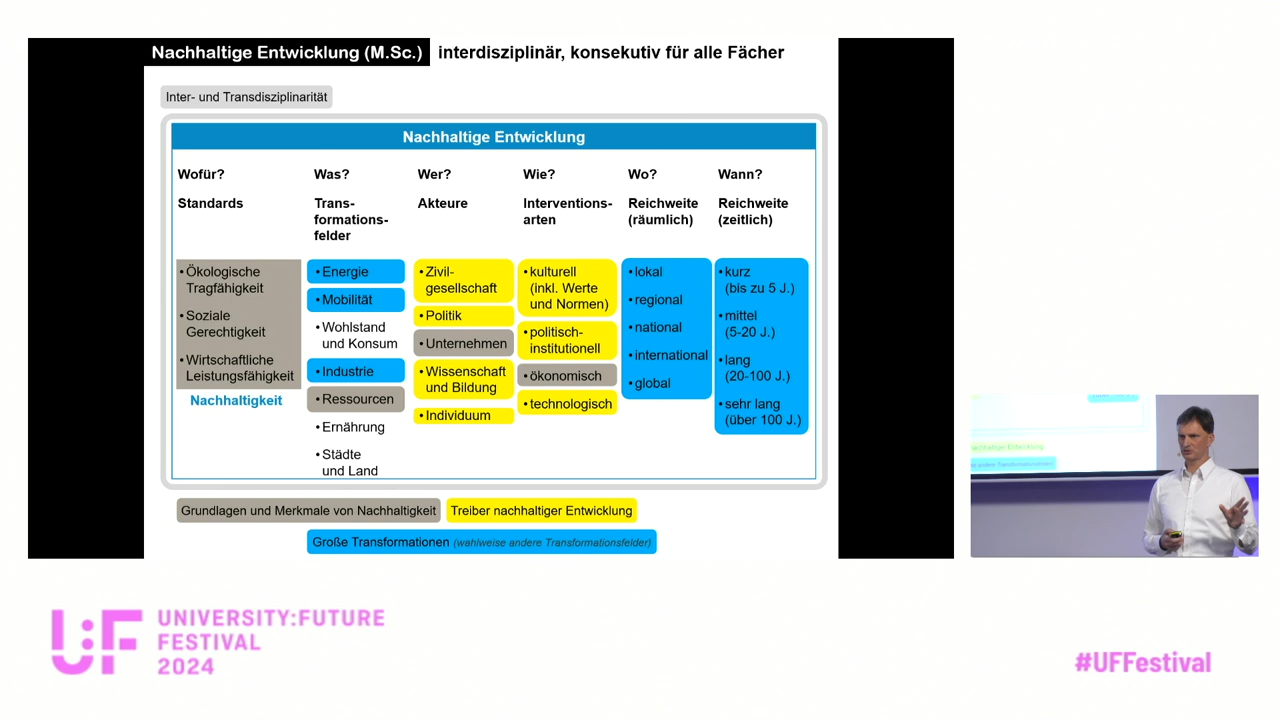 Nachhaltige Entwicklung (M.Sc.) interdisziplinär, konsekutiv für alle Fächer
Inter- und Transdisziplinarität
Nachhaltige Entwicklung
Wofür?
Standards
• Ökologische
Tragfähigkeit
• Soziale
Gerechtigkeit
• Wirtschaftliche
Leistungsfähigkeit
Nachhaltigkeit
Was?
Trans-
formations-
felder
• Energie
• Mobilität
• Wohlstand
und Konsum
• Industrie
• Ressourcen
• Ernährung
• Städte
und Land
Wer?
Akteure
• Zivil-
gesellschaft
• Politik
• Unternehmen
• Wissenschaft
und Bildung
• Individuum
Wie?
Interventions-
arten
• kulturell
(inkl. Werte
und Normen)
• politisch-
institutionell
• ökonomisch
• technologisch
Wo?
Reichweite
(räumlich)
• lokal
• regional
• national
• international
• global
Wann?
Reichweite
(zeitlich)
• kurz
(bis zu 5 J.)
• mittel
(5-20 J.)
• lang
(20-100 J.)
• sehr lang
(über 100 J.)
Grundlagen und Merkmale von Nachhaltigkeit
Treiber nachhaltiger Entwicklung
Große Transformationen (wahlweise andere Transformationsfelder)
nachhaltiger Entwicklung
andere Transformationsfelder)
U:F
UNIVERSITY:FUTURE
FESTIVAL
2024
#UFFestival